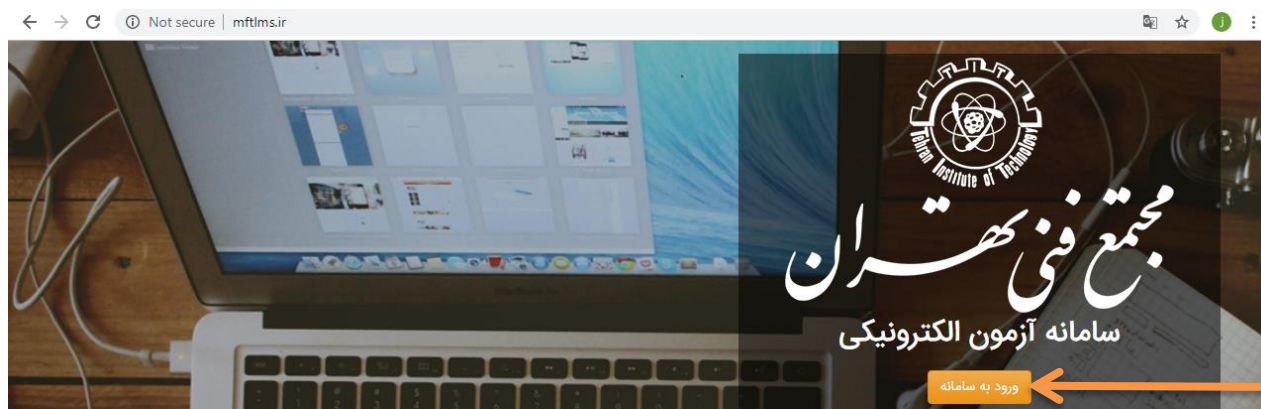 Not secure | mftlms.ir
j
Tehran Institute of Technology
مجتمع فنی تهران
سامانه آزمون الکترونیکی
ورود به سامانه